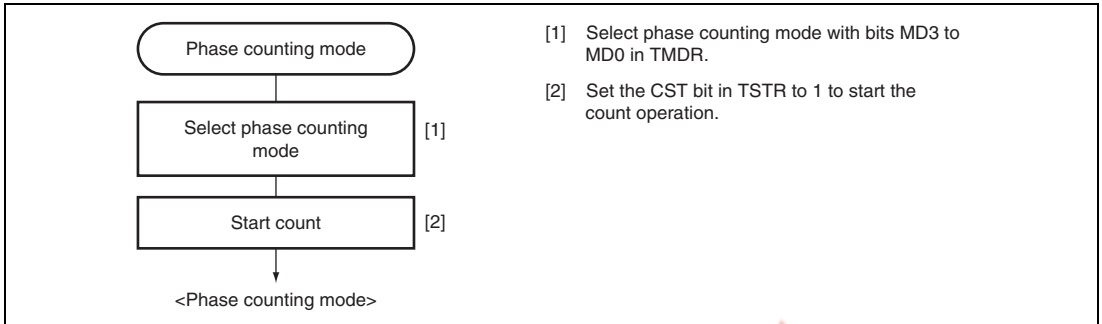 Phase counting mode
Select phase counting
mode
[1]
Start count
[2]
<Phase counting mode>
[1] Select phase counting mode with bits MD3 to
MD0 in TMDR.
[2] Set the CST bit in TSTR to 1 to start the
count operation.